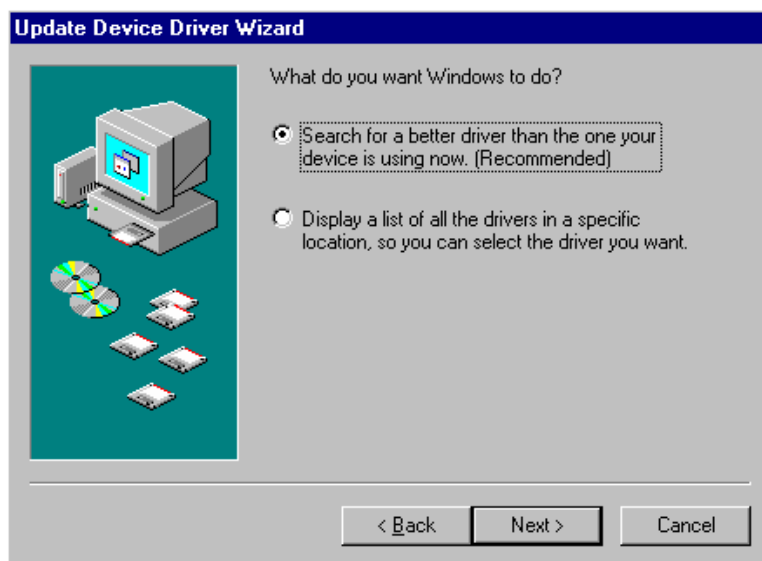 Update Device Driver Wizard
What do you want Windows to do?
Search for a better driver than the one your
device is using now. (Recommended)
Display a list of all the drivers in a specific
location, so you can select the driver you want.
< Back
Next >
Cancel